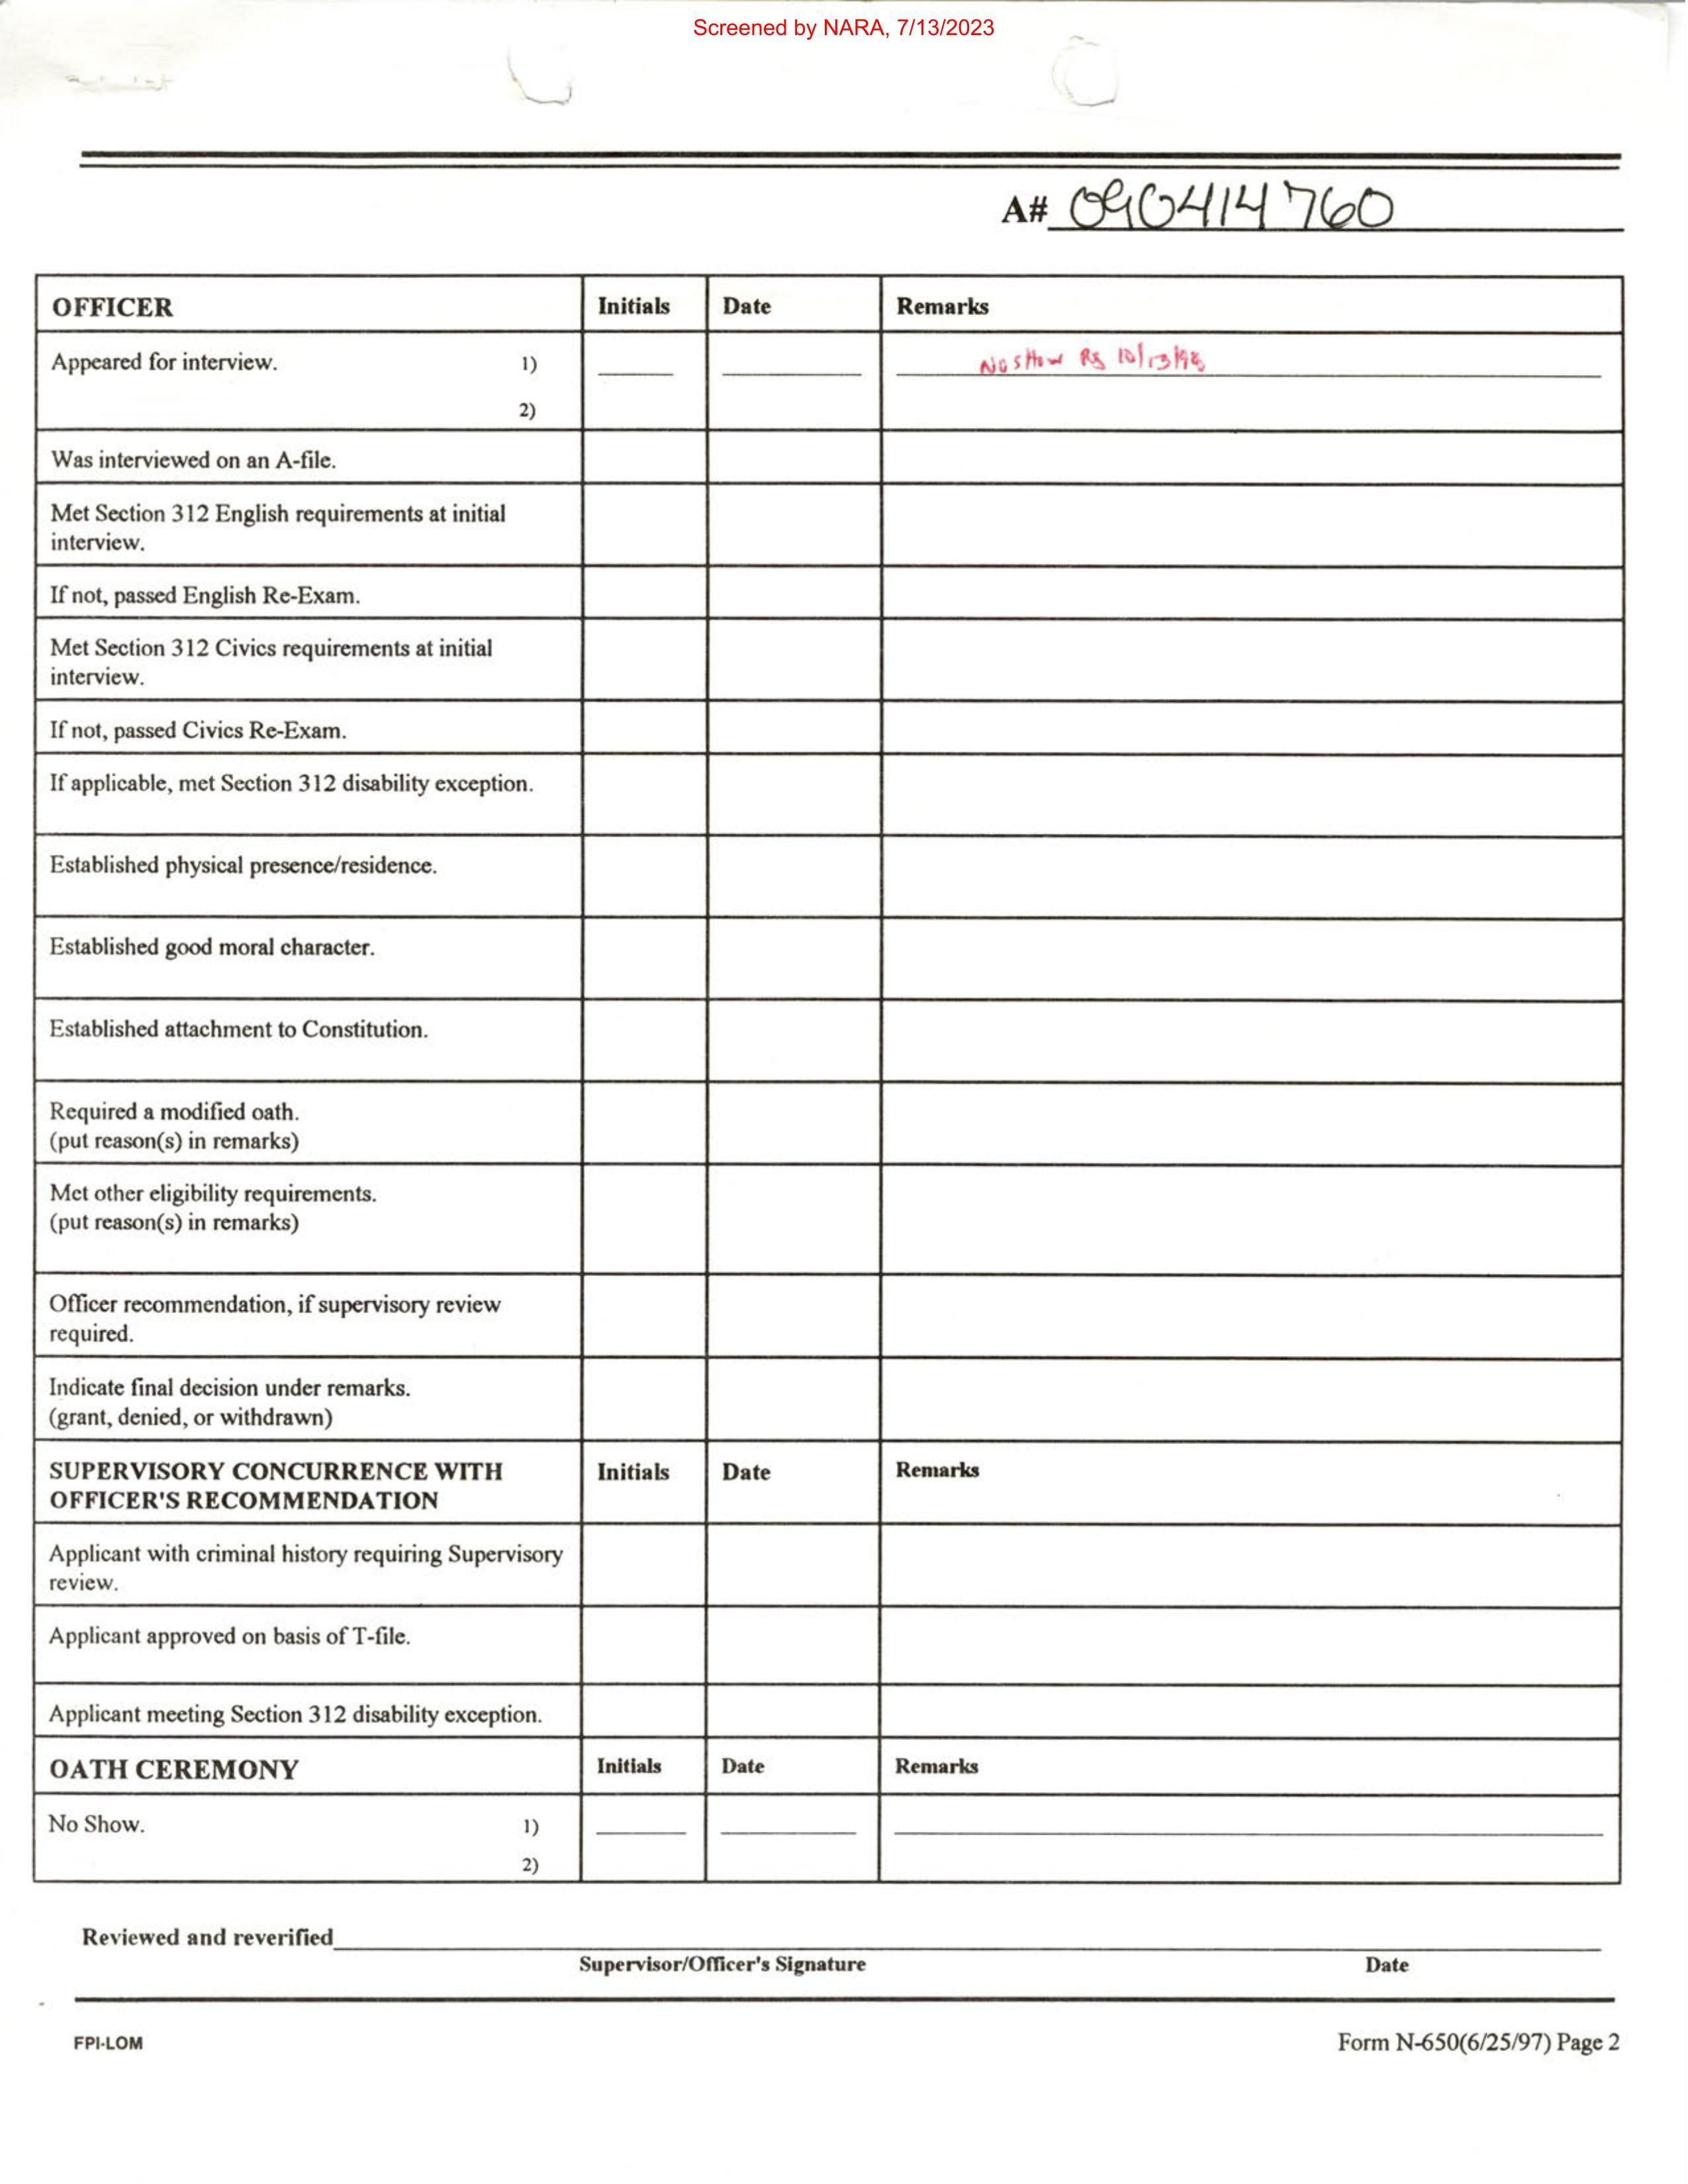 Screened by NARA, 7/13/2023
A# 090414760
OFFICER Initials Date Remarks
Appeared for interview. 1) No sHow RS 10/13/98
2)
Was interviewed on an A-file.
Met Section 312 English requirements at initial
interview.
If not, passed English Re-Exam.
Met Section 312 Civics requirements at initial
interview.
If not, passed Civics Re-Exam.
If applicable, met Section 312 disability exception.
Established physical presence/residence.
Established good moral character.
Established attachment to Constitution.
Required a modified oath.
(put reason(s) in remarks)
Met other eligibility requirements.
(put reason(s) in remarks)
Officer recommendation, if supervisory review
required.
Indicate final decision under remarks.
(grant, denied, or withdrawn)
SUPERVISORY CONCURRENCE WITH Initials Date Remarks
OFFICER'S RECOMMENDATION
Applicant with criminal history requiring Supervisory
review.
Applicant approved on basis of T-file.
Applicant meeting Section 312 disability exception.
OATH CEREMONY Initials Date Remarks
No Show. 1)
2)
Reviewed and reverified
Supervisor/Officer's Signature Date
FPI-LOM Form N-650(6/25/97) Page 2